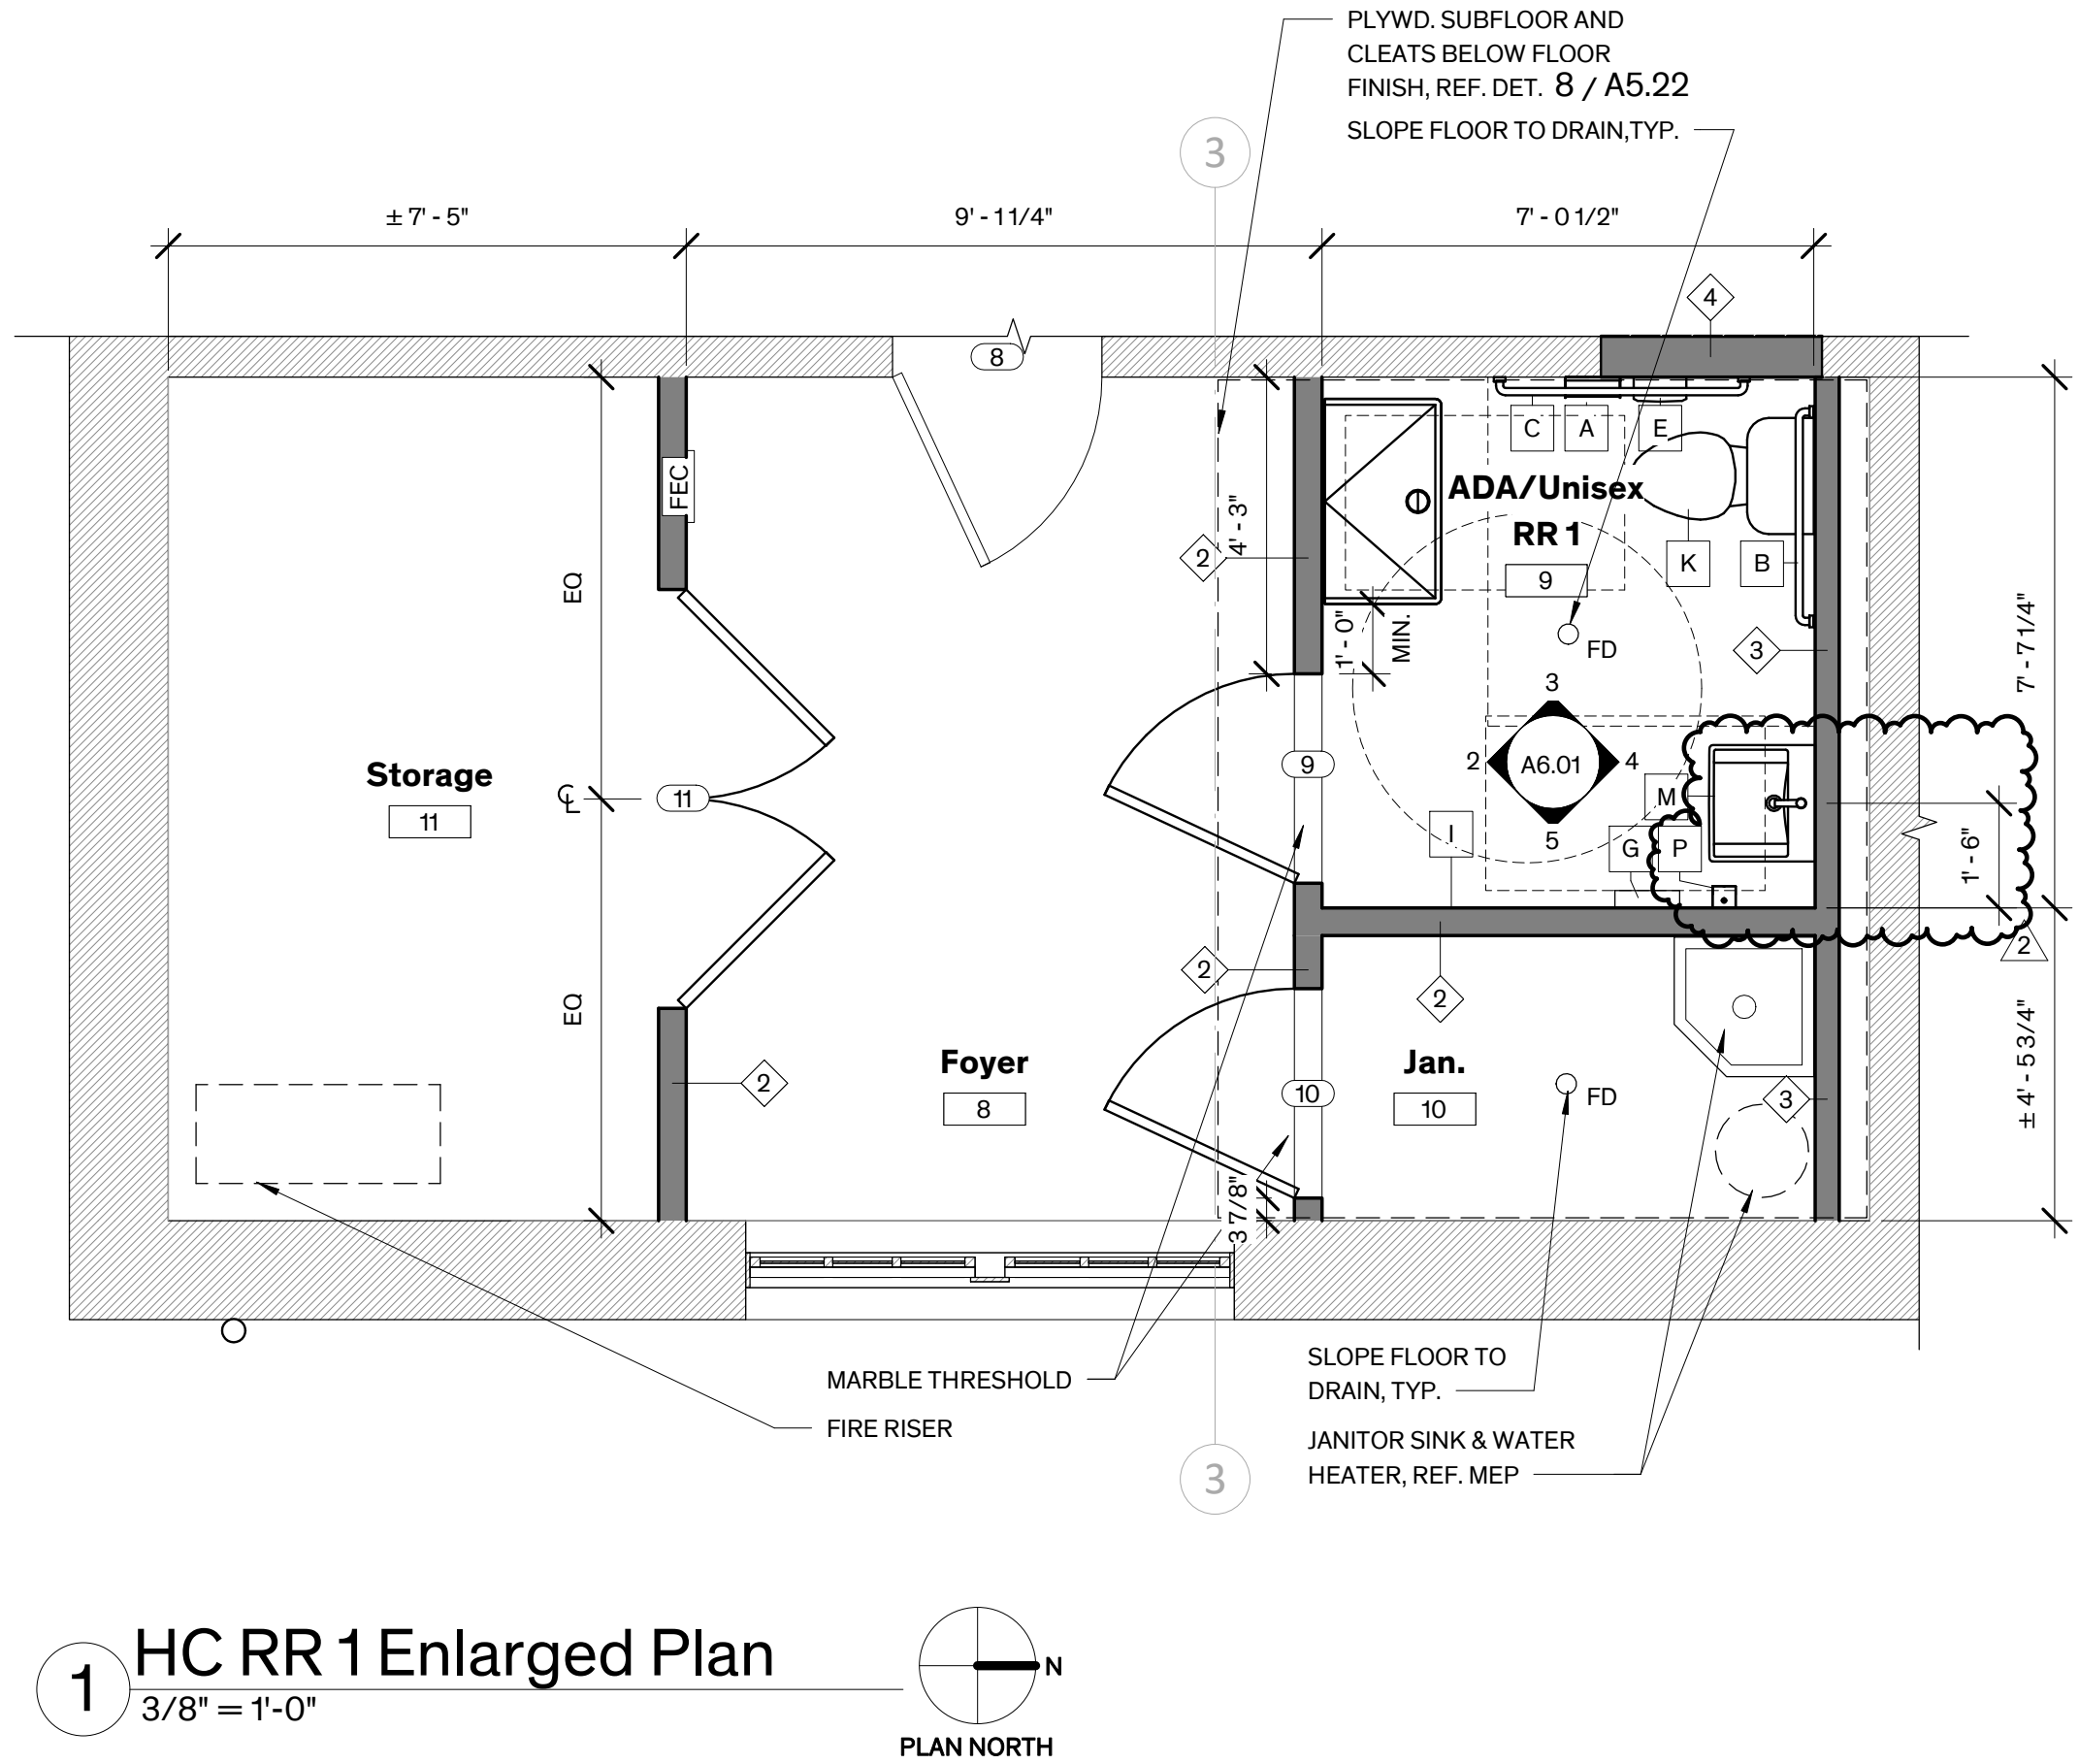 PLYWD. SUBFLOOR AND
CLEATS BELOW FLOOR
FINISH, REF. DET. 8 / A5.22
SLOPE FLOOR TO DRAIN,TYP.
3
± 7' - 5"
9' - 1 1/4"
7' - 0 1/2"
4
8
FEC
C
A
E
ADA/Unisex
RR 1
9
4' - 3"
2
K
B
EQ
1' - 0"
MIN.
FD
3
7' - 7 1/4"
3
2
A6.01
4
5
9
Storage
11
CL
11
M
I
G
P
1' - 6"
2
2
2
EQ
2
Foyer
8
Jan.
10
10
FD
3
± 4' - 5 3/4"
3 7/8"
MARBLE THRESHOLD
FIRE RISER
SLOPE FLOOR TO
DRAIN, TYP.
JANITOR SINK & WATER
HEATER, REF. MEP
3
1
HC RR 1 Enlarged Plan
3/8" = 1'-0"
N
PLAN NORTH